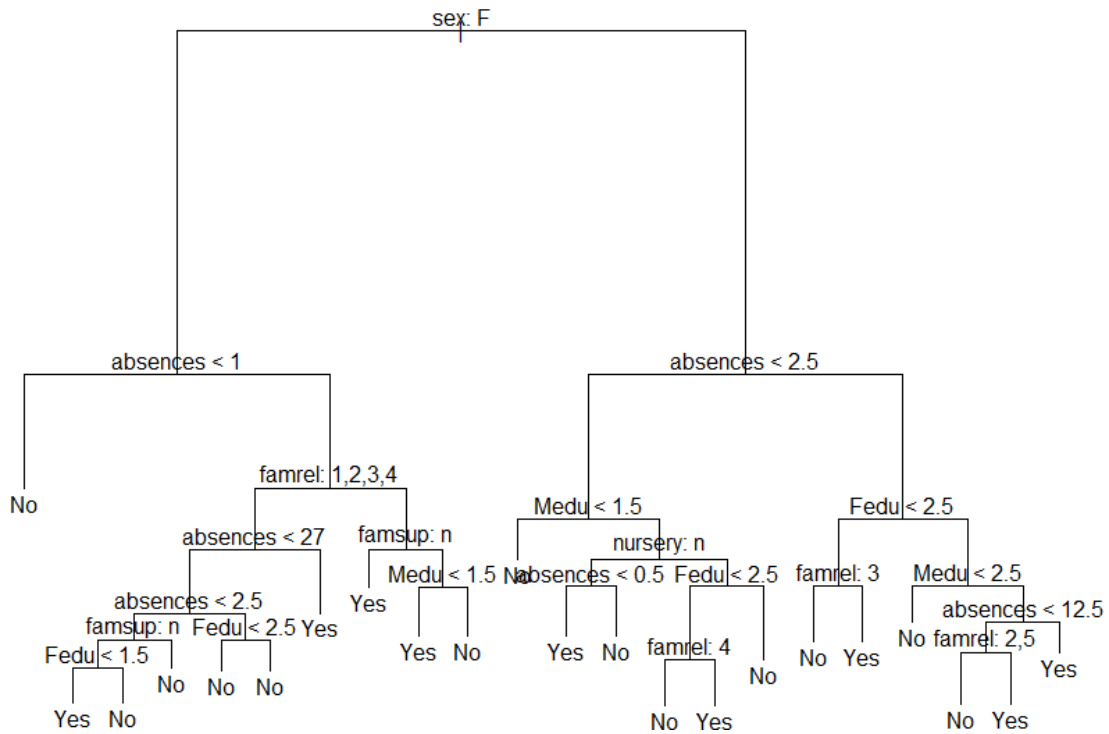 sex: F
absences < 1
absences < 2.5
famrel: 1,2,3,4
No
Medu < 1.5
Fedu < 2.5
absences < 27
famsup: n
nursery: n
No
Medu < 1.5
absences < 0.5
Fedu < 2.5
famrel: 3
Medu < 2.5
absences < 2.5
Yes
absences < 12.5
famsup: n
Fedu < 2.5
Yes
No
famrel: 2,5
Fedu < 1.5
Yes
No
Yes
No
famrel: 4
No
Yes
Yes
No
No
No
No
Yes
No
No
Yes
No
Yes